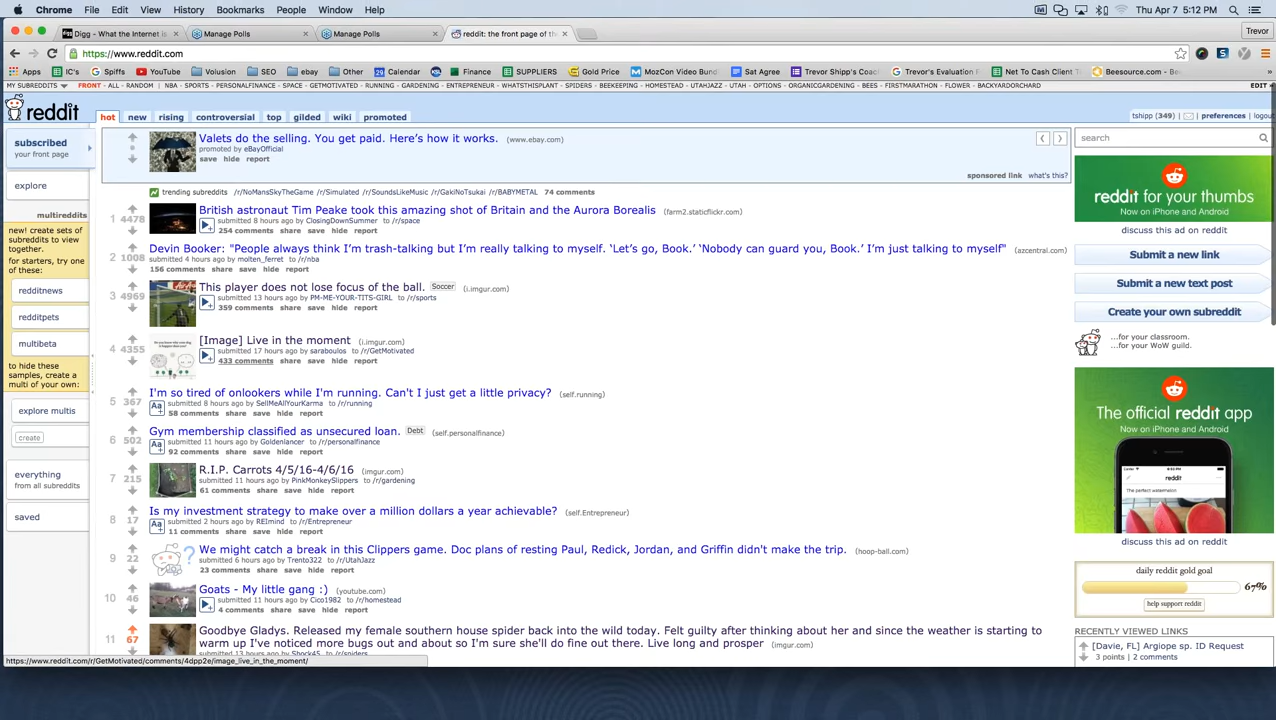 Chrome File Edit View History Bookmarks People Window Help Thu Apr 7 5:12 PM
Digg - What the Internet is Manage Polls Manage Polls reddit: the front page of the Trevor
https://www.reddit.com
Apps IC's Spiffs YouTube Volusion SEO ebay Other Calendar Finance SUPPLIERS Gold Price MozCon Video Bund Sat Agree Trevor Shipp's Coach Trevor's Evaluation Net To Cash Client T Beesource.com - Be »
MY SUBREDDITS FRONT - ALL - RANDOM | NBA - SPORTS - PERSONALFINANCE - SPACE - GETMOTIVATED - RUNNING - GARDENING - ENTREPRENEUR - WHATSTHISPLANT - SPIDERS - BEEKEEPING - HOMESTEAD - UTAHJAZZ - UTAH - OPTIONS - ORGANICGARDENING - BEES - FIRSTMARATHON - FLOWER - BACKYARDORCHARD EDIT »
reddit hot new rising controversial top gilded wiki promoted tshipp (349) | preferences | logout
subscribed
your front page
explore
multireddits
new! create sets of
subreddits to view
together.
for starters, try one
of these:
redditnews
redditpets
multibeta
to hide these
samples, create a
multi of your own:
explore multis
create
everything
from all subreddits
saved
Valets do the selling. You get paid. Here's how it works. (www.ebay.com)
promoted by eBayOfficial
save hide report
sponsored link what's this?
trending subreddits /r/NoMansSkyTheGame /r/Simulated /r/SoundsLikeMusic /r/GakiNoTsukai /r/BABYMETAL 74 comments
1 4478 British astronaut Tim Peake took this amazing shot of Britain and the Aurora Borealis (farm2.staticflickr.com)
submitted 8 hours ago by ClosingDownSummer to /r/space
254 comments share save hide report
2 1008 Devin Booker: "People always think I'm trash-talking but I'm really talking to myself. 'Let's go, Book.' 'Nobody can guard you, Book.' I'm just talking to myself" (azcentral.com)
submitted 4 hours ago by molten_ferret to /r/nba
156 comments share save hide report
3 4969 This player does not lose focus of the ball. Soccer (i.imgur.com)
submitted 13 hours ago by PM-ME-YOUR-TITS-GIRL to /r/sports
359 comments share save hide report
4 4355 [Image] Live in the moment (i.imgur.com)
submitted 17 hours ago by saraboulos to /r/GetMotivated
433 comments share save hide report
5 367 I'm so tired of onlookers while I'm running. Can't I just get a little privacy? (self.running)
Aa submitted 8 hours ago by SellMeAllYourKarma to /r/running
58 comments share save hide report
6 502 Gym membership classified as unsecured loan. Debt (self.personalfinance)
Aa submitted 11 hours ago by Goldenlancer to /r/personalfinance
92 comments share save hide report
7 215 R.I.P. Carrots 4/5/16-4/6/16 (imgur.com)
submitted 11 hours ago by PinkMonkeySlippers to /r/gardening
61 comments share save hide report
8 17 Is my investment strategy to make over a million dollars a year achievable? (self.Entrepreneur)
Aa submitted 2 hours ago by REImind to /r/Entrepreneur
11 comments share save hide report
9 22 We might catch a break in this Clippers game. Doc plans of resting Paul, Redick, Jordan, and Griffin didn't make the trip. (hoop-ball.com)
submitted 6 hours ago by Trento322 to /r/UtahJazz
23 comments share save hide report
10 46 Goats - My little gang :) (youtube.com)
submitted 11 hours ago by Cico1982 to /r/homestead
4 comments share save hide report
11 67 Goodbye Gladys. Released my female southern house spider back into the wild today. Felt guilty after thinking about her and since the weather is starting to
warm up I've noticed more bugs out and about so I'm sure she'll do fine out there. Live long and prosper (imgur.com)
submitted 13 hours ago by Shock45 to /r/spiders
https://www.reddit.com/r/GetMotivated/comments/4dpp2e/image_live_in_the_moment/
search
reddit for your thumbs
Now on iPhone and Android
discuss this ad on reddit
Submit a new link
Submit a new text post
Create your own subreddit
...for your classroom.
...for your WoW guild.
The official reddit app
Now on iPhone and Android
reddit
The perfect watermelon
discuss this ad on reddit
daily reddit gold goal
67%
help support reddit
RECENTLY VIEWED LINKS
[Davie, FL] Argiope sp. ID Request
3 points | 2 comments